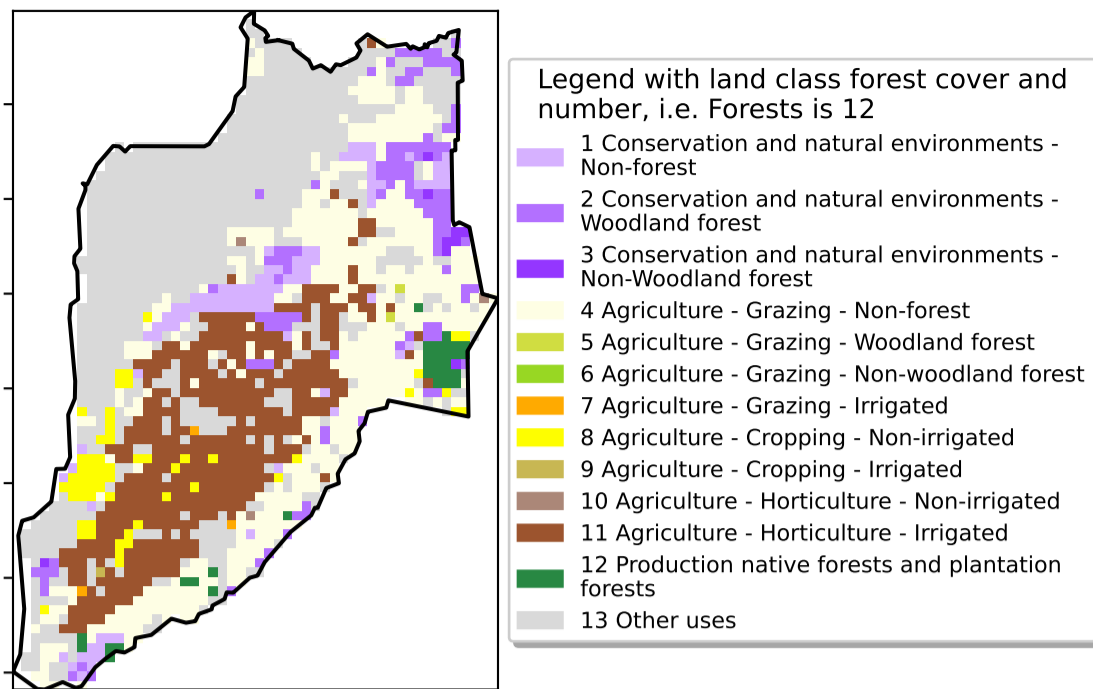 Legend with land class forest cover and
number, i.e. Forests is 12
1 Conservation and natural environments -
Non-forest
2 Conservation and natural environments -
Woodland forest
3 Conservation and natural environments -
Non-Woodland forest
4 Agriculture - Grazing - Non-forest
5 Agriculture - Grazing - Woodland forest
6 Agriculture - Grazing - Non-woodland forest
7 Agriculture - Grazing - Irrigated
8 Agriculture - Cropping - Non-irrigated
9 Agriculture - Cropping - Irrigated
10 Agriculture - Horticulture - Non-irrigated
11 Agriculture - Horticulture - Irrigated
12 Production native forests and plantation
forests
13 Other uses